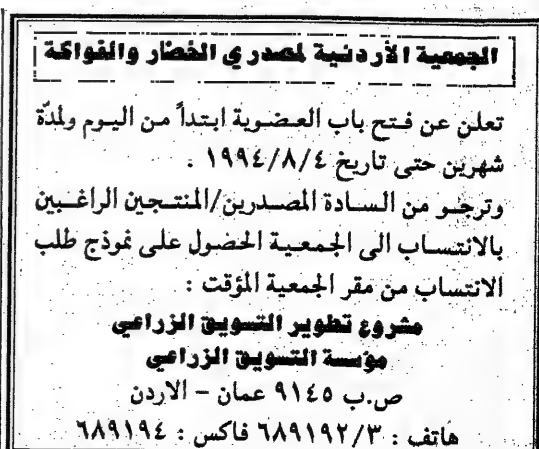 الجمعية الأردنية لمصدري الخضار والفواكة
تعلن عن فتح باب العضوية ابتدأ من اليوم ولمدّة
شهرين حتى تاريخ ١٩٩٤/٨/٤ .
وترجو من السادة المصدرين/المنتجين الراغبين
بالانتساب الى الجمعية الحضول على نموذج طلب
الانتساب من مقر الجمعية المؤقت :
مشروع تطوير التسويق الزراعي
مؤسسة التسويق الزراعي
ص.ب ٩١٤٥ عمان - الاردن
هاتف : ٦٨٩١٩٢/٣ فاكس : ٦٨٩١٩٤